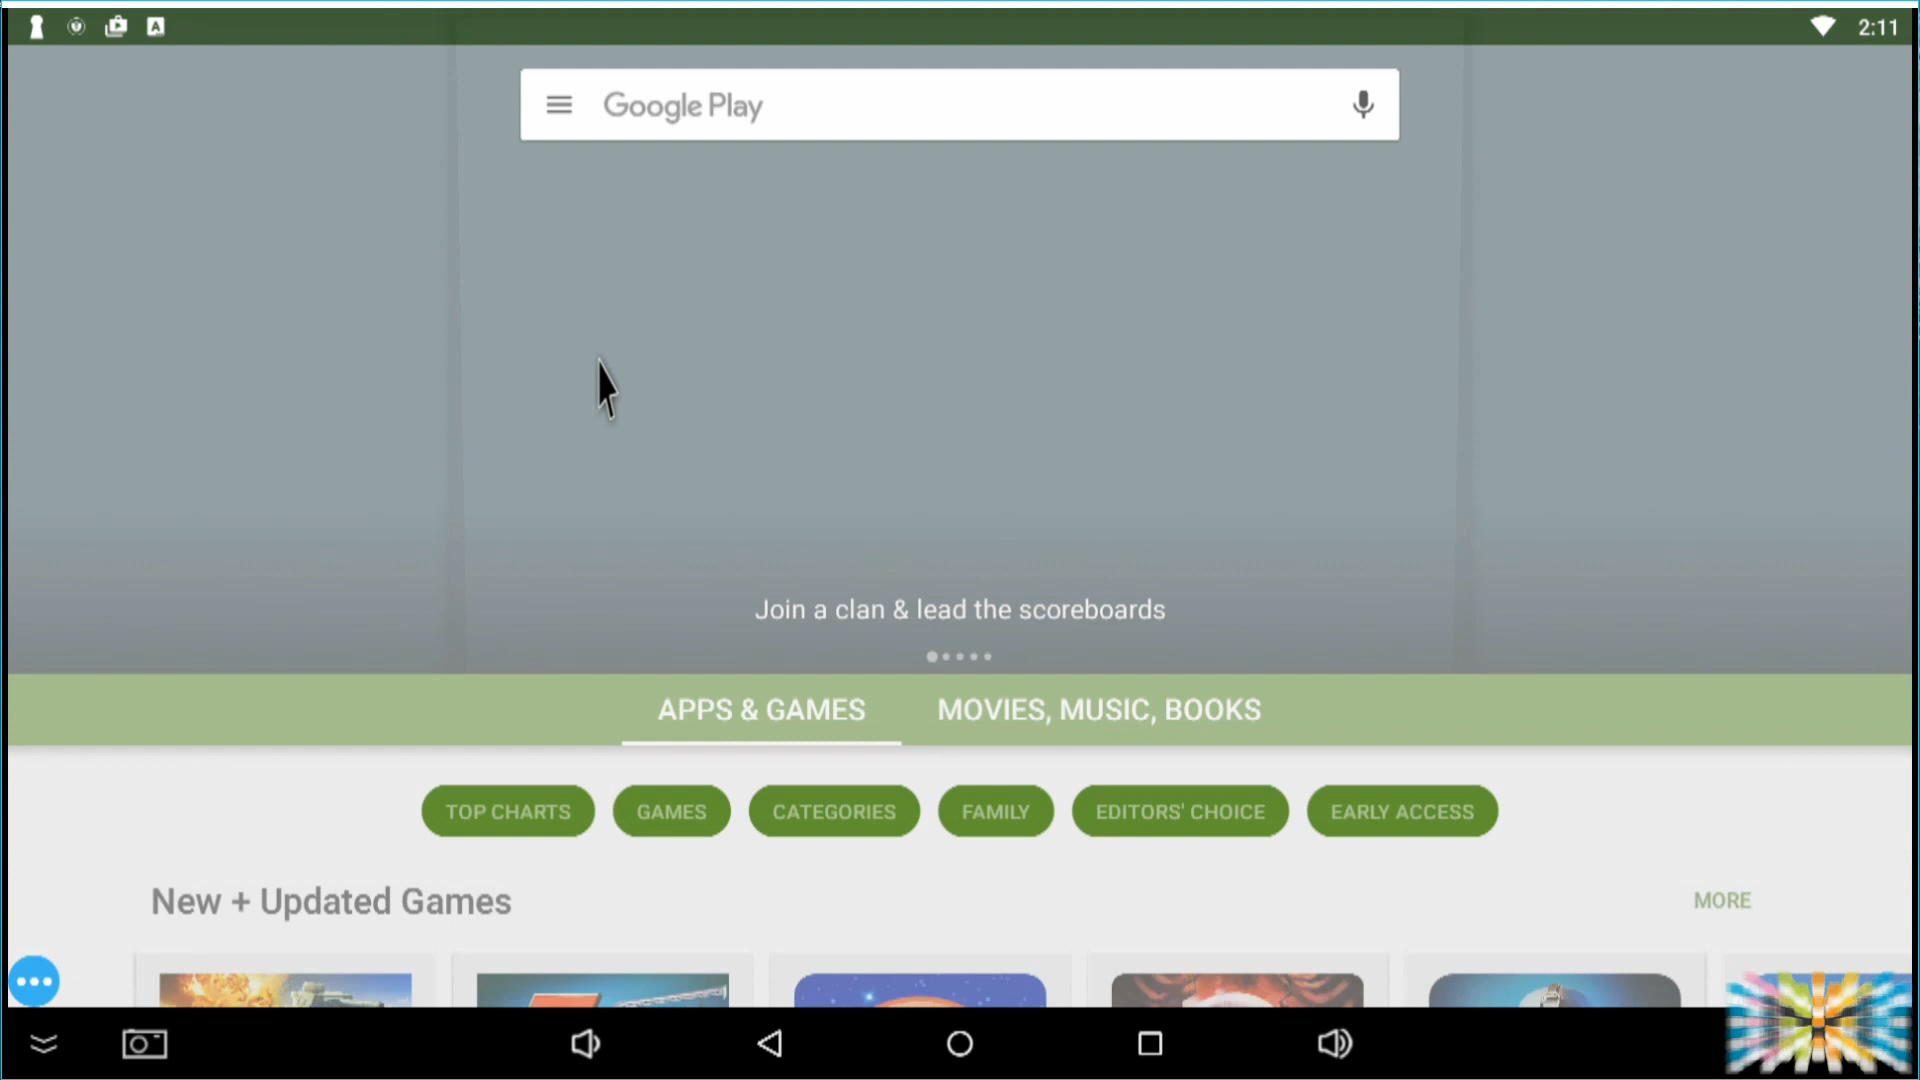 2:11
Google Play
Join a clan & lead the scoreboards
APPS & GAMES
MOVIES, MUSIC, BOOKS
TOP CHARTS
GAMES
CATEGORIES
FAMILY
EDITORS' CHOICE
EARLY ACCESS
New + Updated Games
MORE